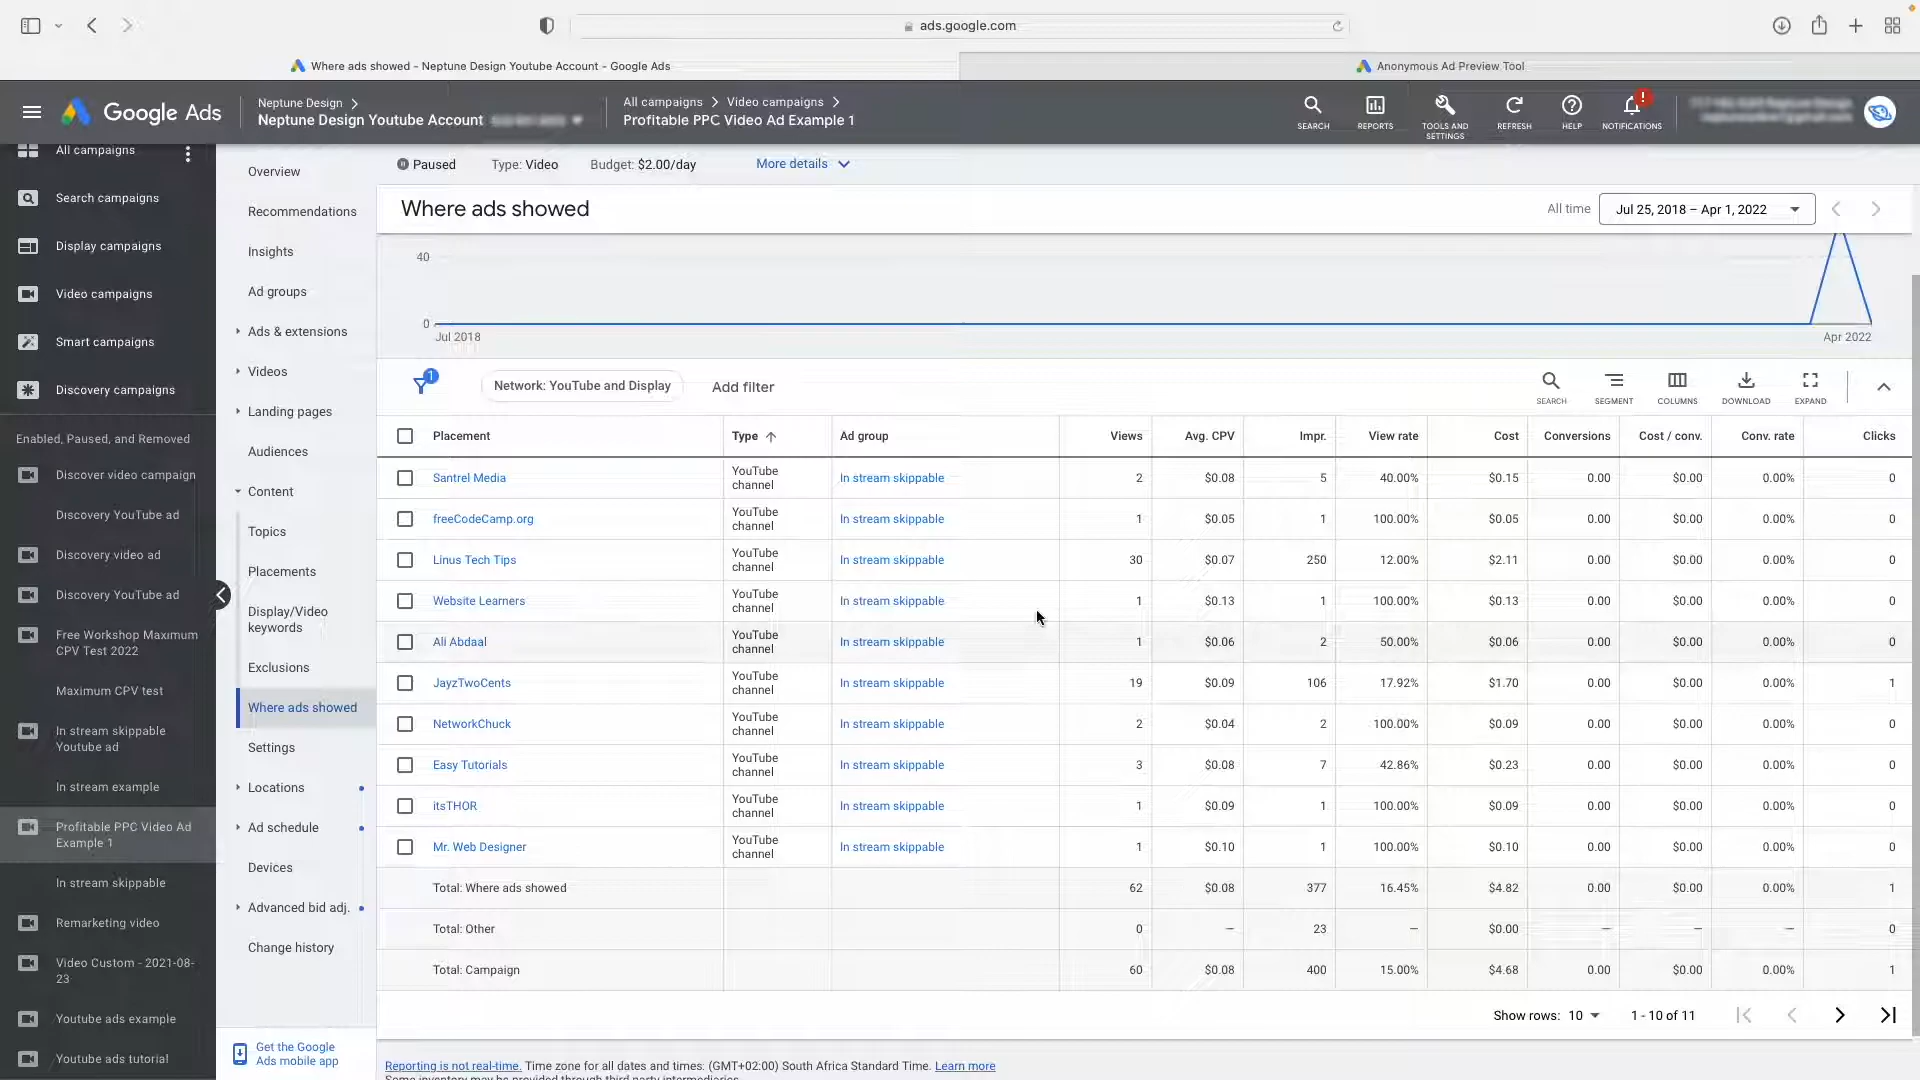 ads.google.com
Where ads showed - Neptune Design Youtube Account - Google Ads
Anonymous Ad Preview Tool
Google Ads
Neptune Design
Neptune Design Youtube Account
All campaigns > Video campaigns >
Profitable PPC Video Ad Example 1
SEARCH
REPORTS
TOOLS AND
SETTINGS
REFRESH
HELP
!
NOTIFICATIONS
All campaigns
Search campaigns
Display campaigns
Video campaigns
Smart campaigns
Discovery campaigns
Enabled, Paused, and Removed
Discover video campaign
Discovery YouTube ad
Discovery video ad
Discovery YouTube ad
Free Workshop Maximum
CPV Test 2022
Maximum CPV test
In stream skippable
Youtube ad
In stream example
Profitable PPC Video Ad
Example 1
In stream skippable
Remarketing video
Video Custom - 2021-08-
23
Youtube ads example
Youtube ads tutorial
Overview
Recommendations
Insights
Ad groups
Ads & extensions
Videos
Landing pages
Audiences
Content
Topics
Placements
Display/Video
keywords
Exclusions
Where ads showed
Settings
Locations
Ad schedule
Devices
Advanced bid adj.
Change history
Get the Google
Ads mobile app
Paused Type: Video Budget: $2.00/day More details
Where ads showed
All time Jul 25, 2018 – Apr 1, 2022
40
0
Jul 2018 Apr 2022
1
Network: YouTube and Display Add filter
SEARCH SEGMENT COLUMNS DOWNLOAD EXPAND
Placement Type Ad group Views Avg. CPV Impr. View rate Cost Conversions Cost / conv. Conv. rate Clicks
Santrel Media YouTube channel In stream skippable 2 $0.08 5 40.00% $0.15 0.00 $0.00 0.00% 0
freeCodeCamp.org YouTube channel In stream skippable 1 $0.05 1 100.00% $0.05 0.00 $0.00 0.00% 0
Linus Tech Tips YouTube channel In stream skippable 30 $0.07 250 12.00% $2.11 0.00 $0.00 0.00% 0
Website Learners YouTube channel In stream skippable 1 $0.13 1 100.00% $0.13 0.00 $0.00 0.00% 0
Ali Abdaal YouTube channel In stream skippable 1 $0.06 2 50.00% $0.06 0.00 $0.00 0.00% 0
JayzTwoCents YouTube channel In stream skippable 19 $0.09 106 17.92% $1.70 0.00 $0.00 0.00% 1
NetworkChuck YouTube channel In stream skippable 2 $0.04 2 100.00% $0.09 0.00 $0.00 0.00% 0
Easy Tutorials YouTube channel In stream skippable 3 $0.08 7 42.86% $0.23 0.00 $0.00 0.00% 0
itsTHOR YouTube channel In stream skippable 1 $0.09 1 100.00% $0.09 0.00 $0.00 0.00% 0
Mr. Web Designer YouTube channel In stream skippable 1 $0.10 1 100.00% $0.10 0.00 $0.00 0.00% 0
Total: Where ads showed 62 $0.08 377 16.45% $4.82 0.00 $0.00 0.00% 1
Total: Other 0 – 23 – $0.00 – – – 0
Total: Campaign 60 $0.08 400 15.00% $4.68 0.00 $0.00 0.00% 1
Show rows: 10 1 - 10 of 11
Reporting is not real-time. Time zone for all dates and times: (GMT+02:00) South Africa Standard Time. Learn more
Some inventory may be provided through third party intermediaries.